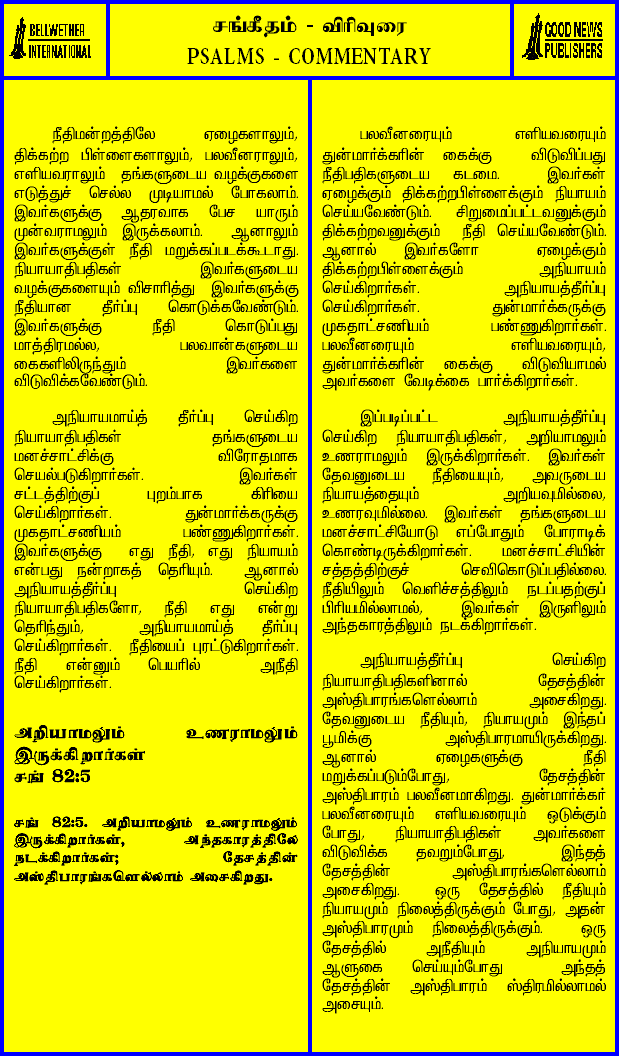 BELLWETHER
INTERNATIONAL
சங்கீதம் - விரிவுரை
PSALMS - COMMENTARY
GOOD NEWS
PUBLISHERS
நீதிமன்றத்திலே ஏழைகளாலும்,
திக்கற்ற பிள்ளைகளாலும், பலவீனராலும்,
எளியவராலும் தங்களுடைய வழக்குகளை
எடுத்துச் செல்ல முடியாமல் போகலாம்.
இவர்களுக்கு ஆதரவாக பேச யாரும்
முன்வராமலும் இருக்கலாம். ஆனாலும்
இவர்களுக்குள் நீதி மறுக்கப்படக்கூடாது.
நியாயாதிபதிகள் இவர்களுடைய
வழக்குகளையும் விசாரித்து இவர்களுக்கு
நீதியான தீர்ப்பு கொடுக்கவேண்டும்.
இவர்களுக்கு நீதி கொடுப்பது
மாத்திரமல்ல, பலவான்களுடைய
கைகளிலிருந்தும் இவர்களை
விடுவிக்கவேண்டும்.
அநியாயமாய்த் தீர்ப்பு செய்கிற
நியாயாதிபதிகள் தங்களுடைய
மனச்சாட்சிக்கு விரோதமாக
செயல்படுகிறார்கள். இவர்கள்
சட்டத்திற்குப் புறம்பாக கிரியை
செய்கிறார்கள். துன்மார்க்கருக்கு
முகதாட்சணியம் பண்ணுகிறார்கள்.
இவர்களுக்கு எது நீதி, எது நியாயம்
என்பது நன்றாகத் தெரியும். ஆனால்
அநியாயத்தீர்ப்பு செய்கிற
நியாயாதிபதிகளோ, நீதி எது என்று
தெரிந்தும், அநியாயமாய்த் தீர்ப்பு
செய்கிறார்கள். நீதியைப் புரட்டுகிறார்கள்.
நீதி என்னும் பெயரில் அநீதி
செய்கிறார்கள்.
அறியாமலும் உணராமலும்
இருக்கிறார்கள்
சங் 82:5
சங் 82:5. அறியாமலும் உணராமலும்
இருக்கிறார்கள், அந்தகாரத்திலே
நடக்கிறார்கள்; தேசத்தின்
அஸ்திபாரங்களெல்லாம் அசைகிறது.
பலவீனரையும் எளியவரையும்
துன்மார்க்கரின் கைக்கு விடுவிப்பது
நீதிபதிகளுடைய கடமை. இவர்கள்
ஏழைக்கும் திக்கற்றபிள்ளைக்கும் நியாயம்
செய்யவேண்டும். சிறுமைப்பட்டவனுக்கும்
திக்கற்றவனுக்கும் நீதி செய்யவேண்டும்.
ஆனால் இவர்களோ ஏழைக்கும்
திக்கற்றபிள்ளைக்கும் அநியாயம்
செய்கிறார்கள். அநியாயத்தீர்ப்பு
செய்கிறார்கள். துன்மார்க்கருக்கு
முகதாட்சணியம் பண்ணுகிறார்கள்.
பலவீனரையும் எளியவரையும்,
துன்மார்க்கரின் கைக்கு விடுவியாமல்
அவர்களை வேடிக்கை பார்க்கிறார்கள்.
இப்படிப்பட்ட அநியாயத்தீர்ப்பு
செய்கிற நியாயாதிபதிகள், அறியாமலும்
உணராமலும் இருக்கிறார்கள். இவர்கள்
தேவனுடைய நீதியையும், அவருடைய
நியாயத்தையும் அறியவுமில்லை,
உணரவுமில்லை. இவர்கள் தங்களுடைய
மனச்சாட்சியோடு எப்போதும் போராடிக்
கொண்டிருக்கிறார்கள். மனச்சாட்சியின்
சத்தத்திற்குச் செவிகொடுப்பதில்லை.
நீதியிலும் வெளிச்சத்திலும் நடப்பதற்குப்
பிரியமில்லாமல், இவர்கள் இருளிலும்
அந்தகாரத்திலும் நடக்கிறார்கள்.
அநியாயத்தீர்ப்பு செய்கிற
நியாயாதிபதிகளினால் தேசத்தின்
அஸ்திபாரங்களெல்லாம் அசைகிறது.
தேவனுடைய நீதியும், நியாயமும் இந்தப்
பூமிக்கு அஸ்திபாரமாயிருக்கிறது.
ஆனால் ஏழைகளுக்கு நீதி
மறுக்கப்படும்போது, தேசத்தின்
அஸ்திபாரம் பலவீனமாகிறது. துன்மார்க்கர்
பலவீனரையும் எளியவரையும் ஒடுக்கும்
போது, நியாயாதிபதிகள் அவர்களை
விடுவிக்க தவறும்போது, இந்தத்
தேசத்தின் அஸ்திபாரங்களெல்லாம்
அசைகிறது. ஒரு தேசத்தில் நீதியும்
நியாயமும் நிலைத்திருக்கும் போது, அதன்
அஸ்திபாரமும் நிலைத்திருக்கும். ஒரு
தேசத்தில் அநீதியும் அநியாயமும்
ஆளுகை செய்யும்போது அந்தத்
தேசத்தின் அஸ்திபாரம் ஸ்திரமில்லாமல்
அசையும்.